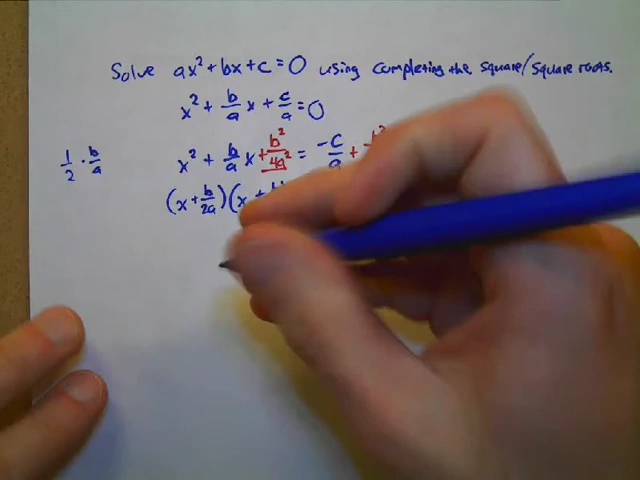 Solve ax² + bx + c = 0 using completing the square/square roots.
x² + b/a x + c/a = 0
1/2 · b/a
x² + b/a x + b²/4a² = -c/a +
(x + b/2a)(x +